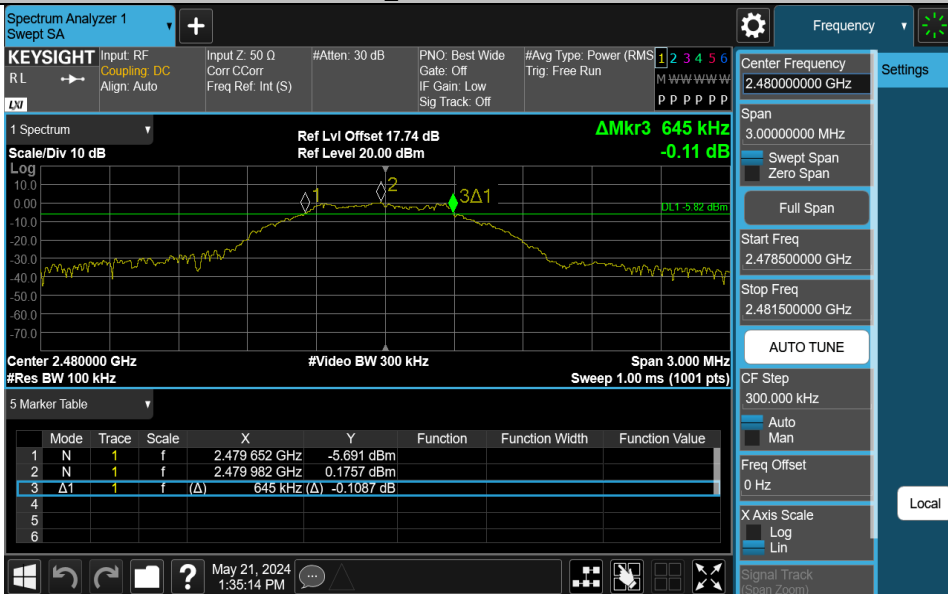 Spectrum Analyzer 1
Swept SA
+
Frequency
KEYSIGHT
RL
LXI
Input: RF
Coupling: DC
Align: Auto
Input Z: 50 Ω
Corr CCorr
Freq Ref: Int (S)
#Atten: 30 dB
PNO: Best Wide
Gate: Off
IF Gain: Low
Sig Track: Off
#Avg Type: Power (RMS
Trig: Free Run
1 2 3 4 5 6
M W W W W W
P P P P P P
1 Spectrum
Scale/Div 10 dB
Ref Lvl Offset 17.74 dB
Ref Level 20.00 dBm
ΔMkr3 645 kHz
-0.11 dB
Log
10.0
0.00
-10.0
-20.0
-30.0
-40.0
-50.0
-60.0
-70.0
1
2
3Δ1
DL1 -5.82 dBm
Center 2.480000 GHz
#Video BW 300 kHz
Span 3.000 MHz
#Res BW 100 kHz
Sweep 1.00 ms (1001 pts)
5 Marker Table
Mode Trace Scale X Y Function Function Width Function Value
1 N 1 f 2.479 652 GHz -5.691 dBm
2 N 1 f 2.479 982 GHz 0.1757 dBm
3 Δ1 1 f (Δ) 645 kHz (Δ) -0.1087 dB
4
5
6
?
May 21, 2024
1:35:14 PM
Center Frequency
2.480000000 GHz
Span
3.00000000 MHz
Swept Span
Zero Span
Full Span
Start Freq
2.478500000 GHz
Stop Freq
2.481500000 GHz
AUTO TUNE
CF Step
300.000 kHz
Auto
Man
Freq Offset
0 Hz
X Axis Scale
Log
Lin
Signal Track
(Span Zoom)
Settings
Local